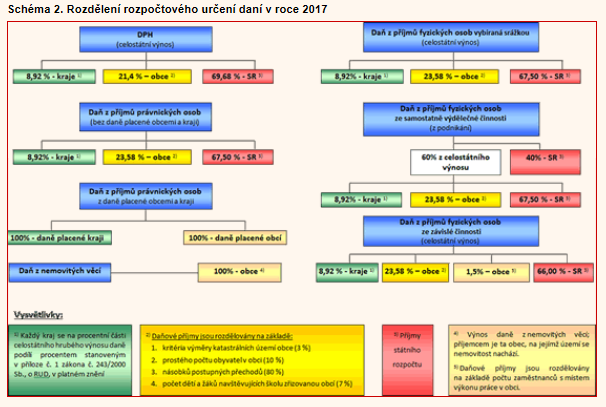 Schéma 2. Rozdělení rozpočtového určení daní v roce 2017
DPH
(celostátní výnos)
8,92 % - kraje 1)
21,4 % – obce 2)
69,68 % - SR 3)
Daň z příjmů právnických osob
(bez daně placené obcemi a kraji)
8,92% - kraje 1)
23,58 % – obce 2)
67,50 % - SR 3)
Daň z příjmů právnických osob
z daně placené obcemi a kraji
100% - daně placené kraji
100% - daně placené obcí
Daň z nemovitých věcí
100% - obce 4)
Daň z příjmů fyzických osob vybíraná srážkou
(celostátní výnos)
8,92% - kraje 1)
23,58 % – obce 2)
67,50 % - SR 3)
Daň z příjmů fyzických osob
ze samostatně výdělečné činnosti
(z podnikání)
60% z celostátního
výnosu
40% - SR 3)
8,92% - kraje 1)
23,58 % – obce 2)
67,50 % - SR 3)
Daň z příjmů fyzických osob
ze závislé činnosti
(celostátní výnos)
8,92 % - kraje 1)
23,58 % – obce 2)
1,5% – obce 5)
66,00 % - SR 3)
Vysvětlivky:
1) Každý kraj se na procentní části
celostátního hrubého výnosu daně
podílí procentem stanoveným
v příloze č. 1 zákona č. 243/2000
Sb., o RUD, v platném znění
2) Daňové příjmy jsou rozdělovány na základě:
1. kritéria výměry katastrálních území obce (3 %)
2. prostého počtu obyvatel v obci (10 %)
3. násobků postupných přechodů (80 %)
4. počet dětí a žáků navštěvujících školu zřizovanou obcí (7 %)
3) Příjmy
státního
rozpočtu
4) Výnos daně z nemovitých věcí;
příjemcem je ta obec, na jejímž území se
nemovitost nachází.
5) Daňové příjmy jsou rozdělovány
na základě počtu zaměstnanců s místem
výkonu práce v obci.